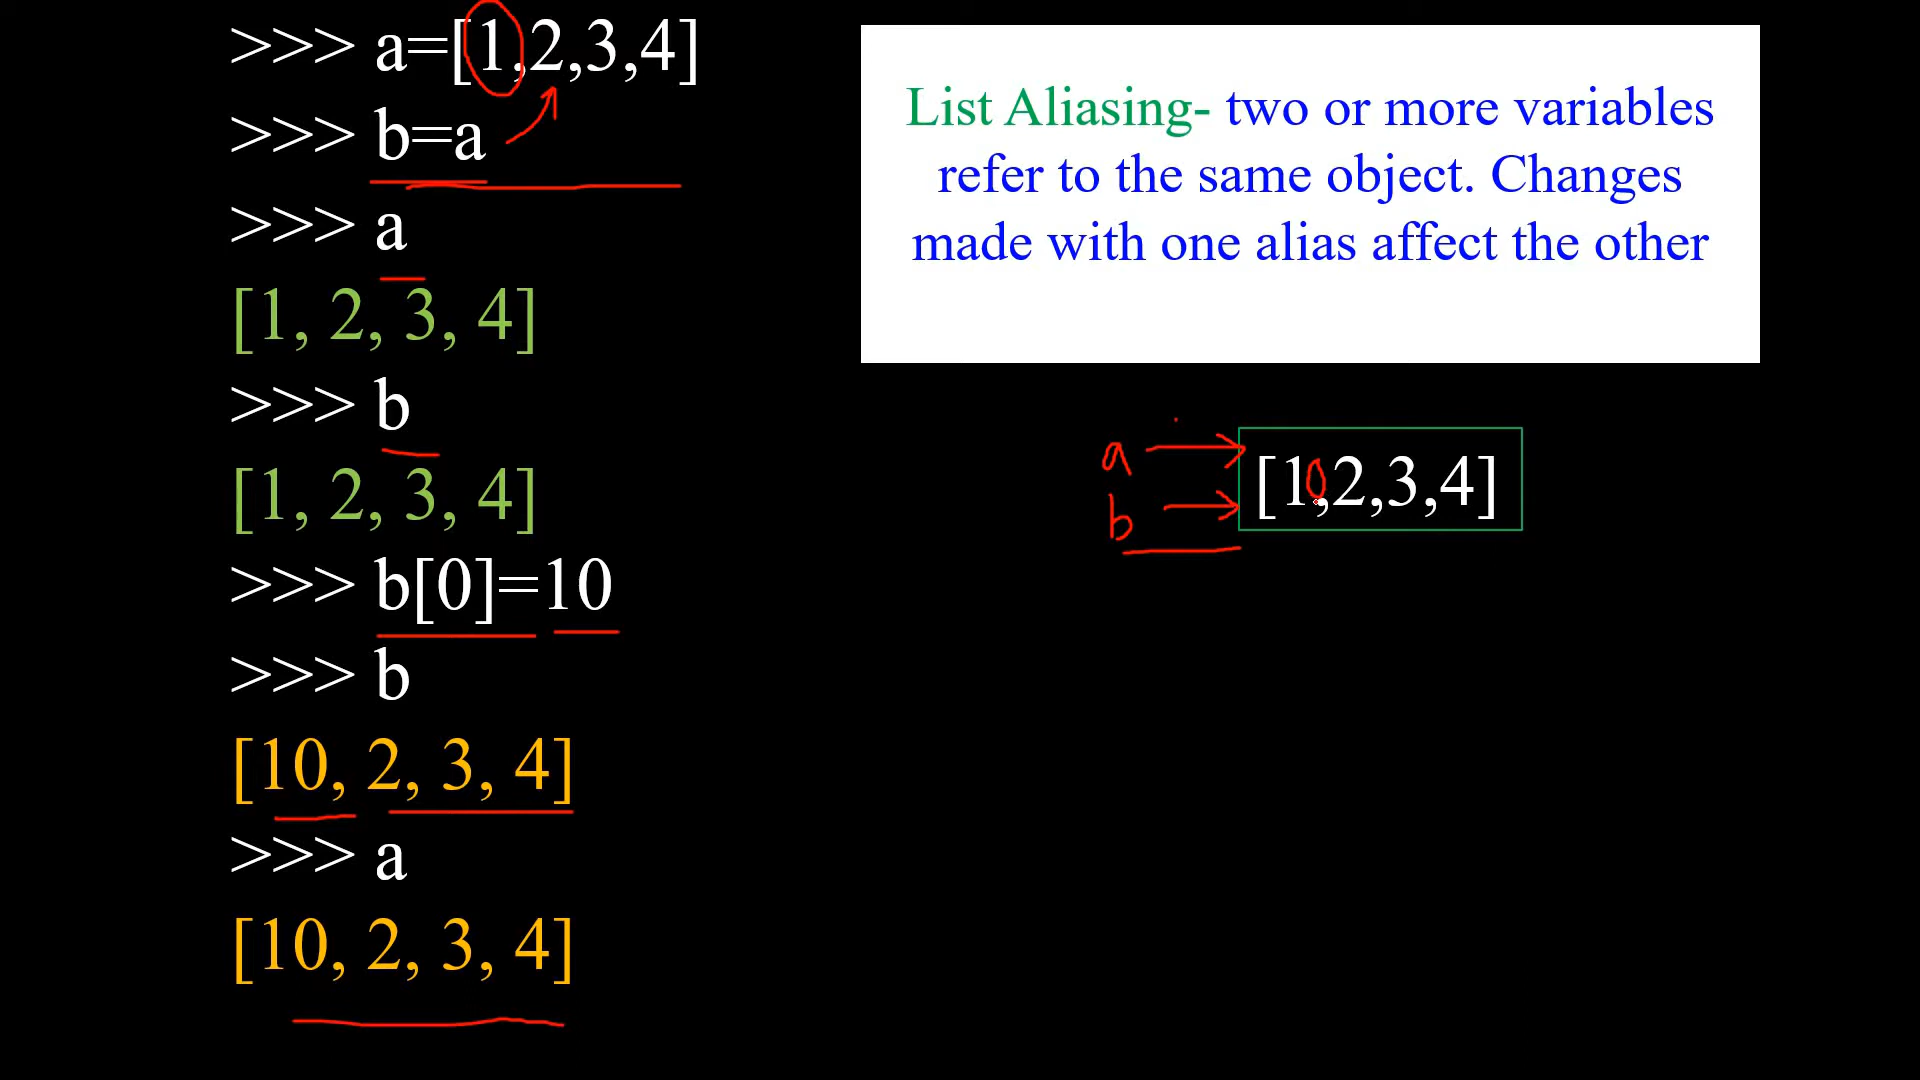 >>> a=[1,2,3,4]
>>> b=a
>>> a
[1, 2, 3, 4]
>>> b
[1, 2, 3, 4]
>>> b[0]=10
>>> b
[10, 2, 3, 4]
>>> a
[10, 2, 3, 4]
List Aliasing- two or more variables
refer to the same object. Changes
made with one alias affect the other
a
b
[10,2,3,4]